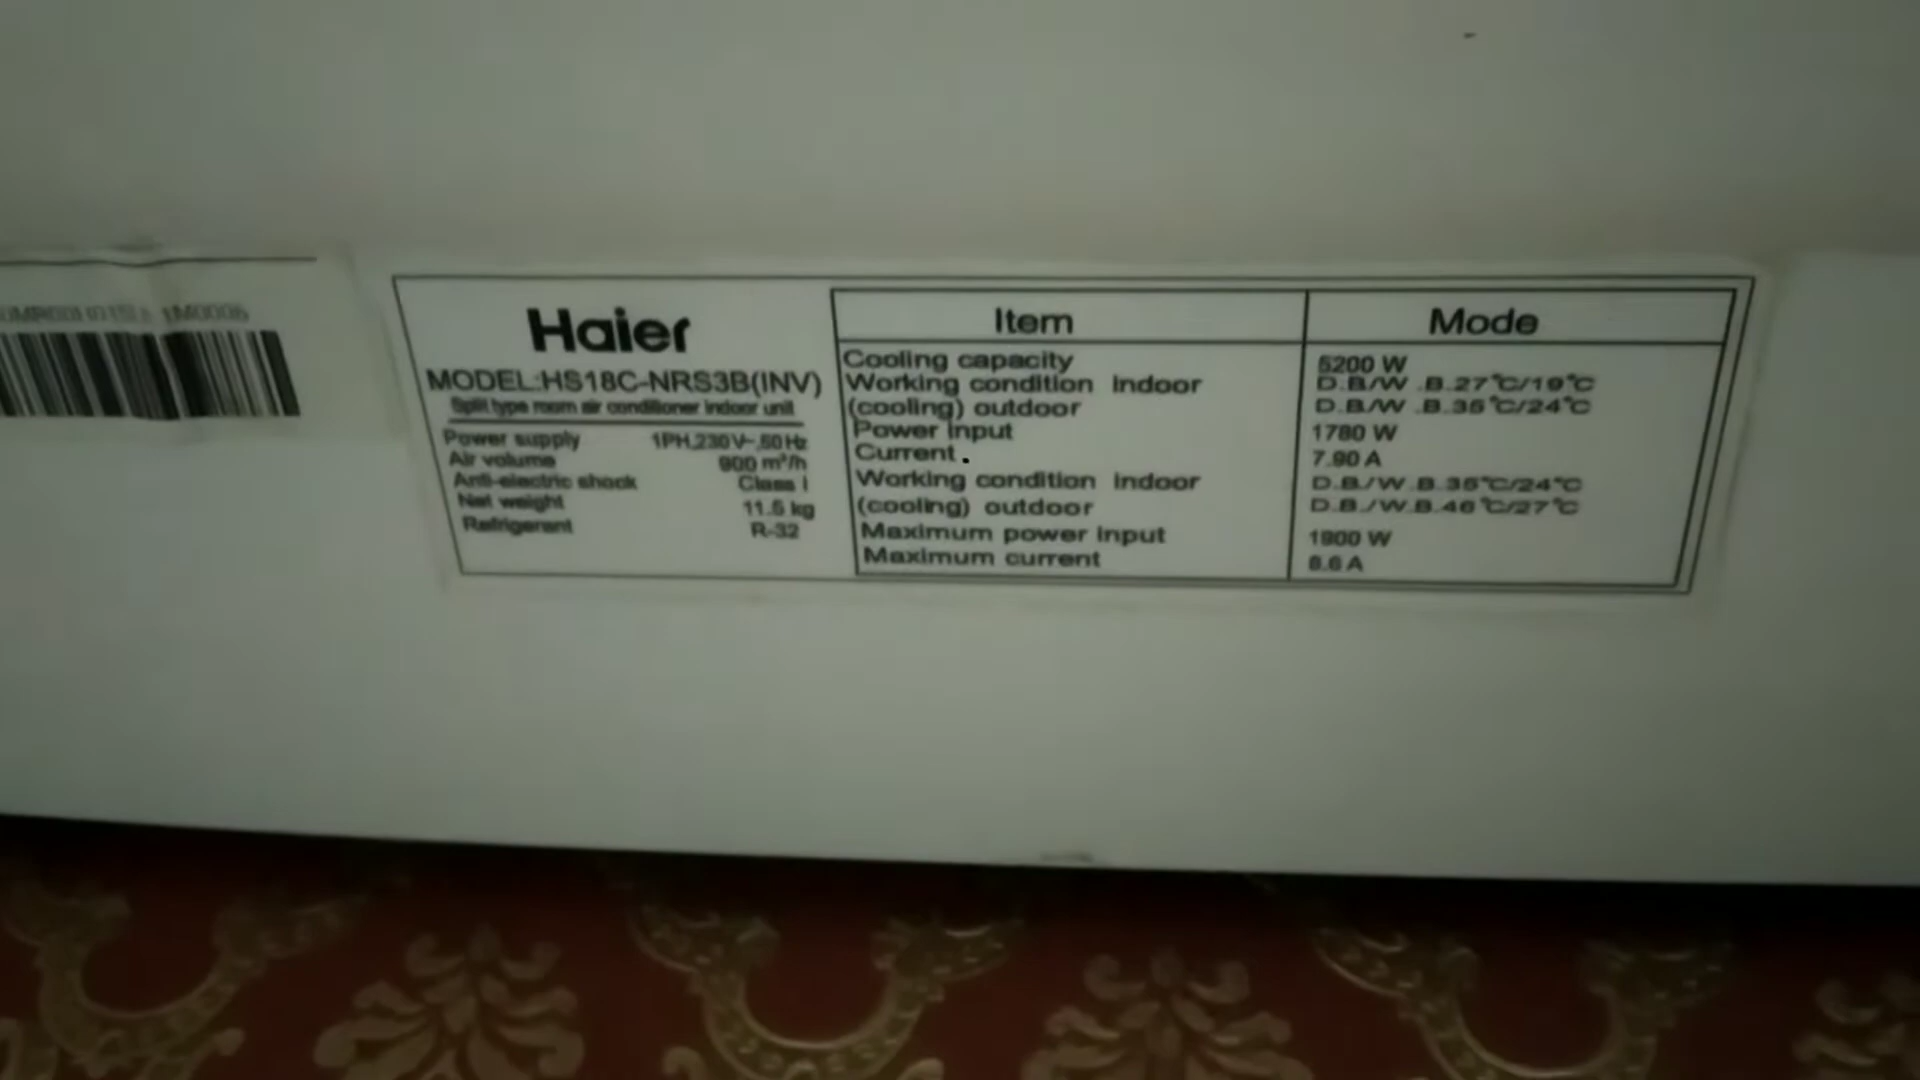 Haier
MODEL:HS18C-NRS3B(INV)
Split type room air conditioner indoor unit
Power supply 1PH,230V~,50Hz
Air volume 900 m³/h
Anti-electric shock Class I
Net weight 11.5 kg
Refrigerant R-32
Item Mode
Cooling capacity 5200 W
Working condition indoor D.B/W .B.27℃/19℃
(cooling) outdoor D.B/W .B.35℃/24℃
Power input 1780 W
Current 7.90 A
Working condition indoor D.B./W.B.35℃/24℃
(cooling) outdoor D.B./W.B.46℃/27℃
Maximum power input 1900 W
Maximum current 8.6 A